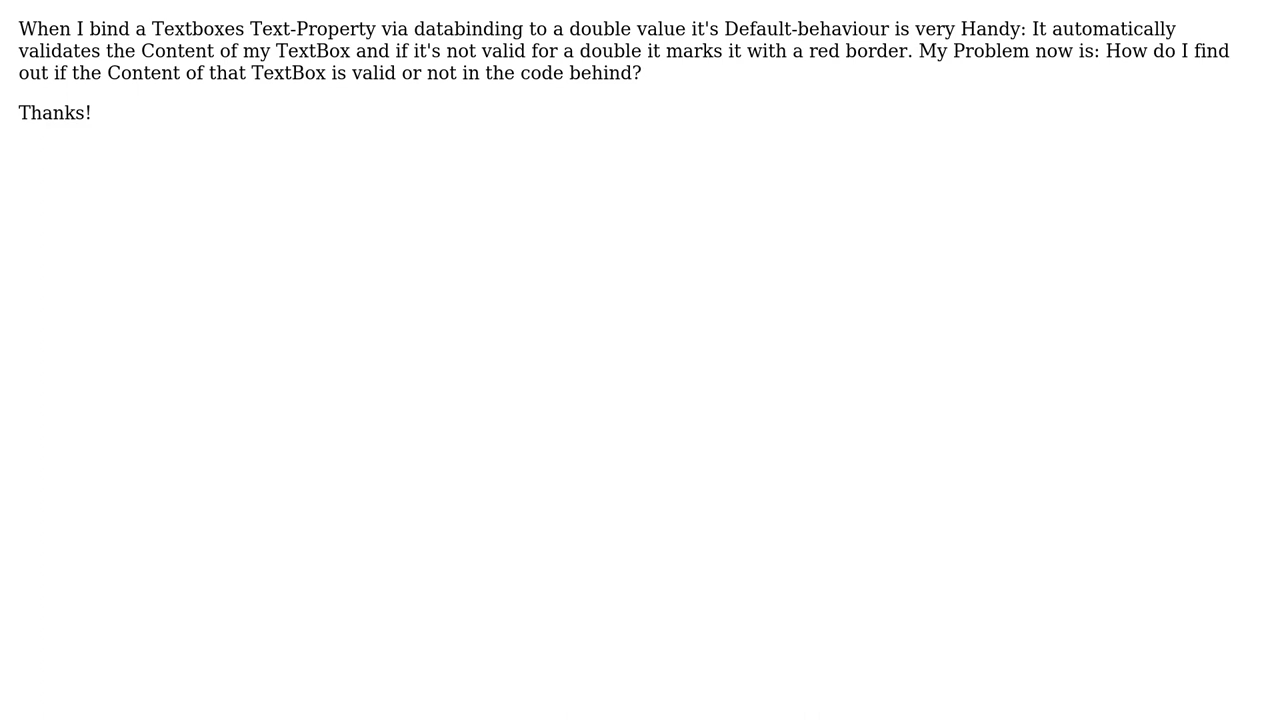 When I bind a Textboxes Text-Property via databinding to a double value it's Default-behaviour is very Handy: It automatically
validates the Content of my TextBox and if it's not valid for a double it marks it with a red border. My Problem now is: How do I find
out if the Content of that TextBox is valid or not in the code behind?
Thanks!